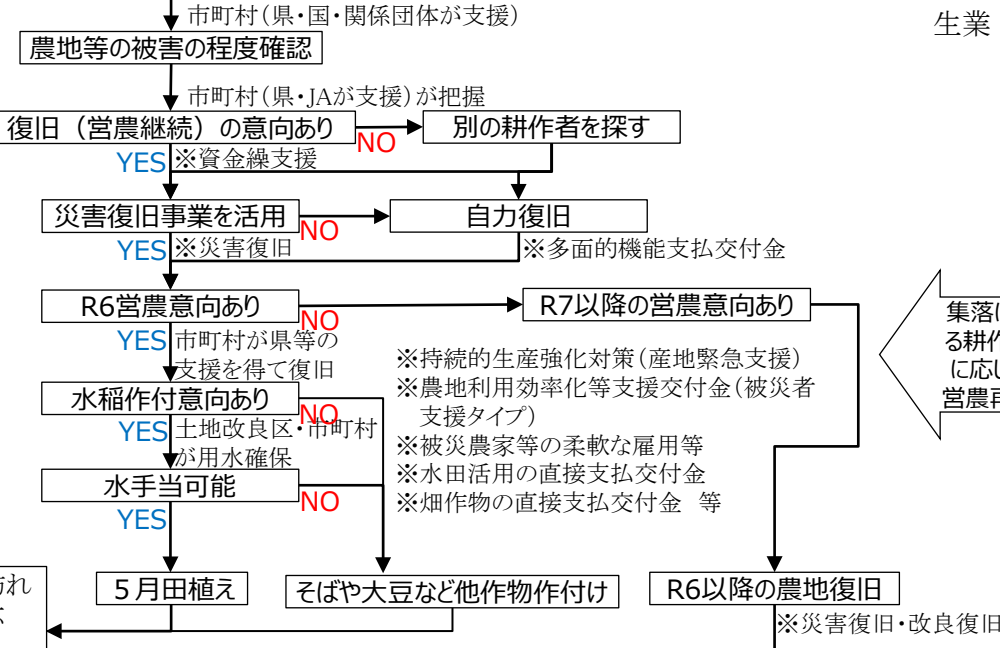 市町村（県・国・関係団体が支援）
生業
農地等の被害の程度確認
市町村（県・JAが支援）が把握
復旧（営農継続）の意向あり
NO
別の耕作者を探す
YES
※資金繰支援
災害復旧事業を活用
NO
自力復旧
YES
※災害復旧
※多面的機能支払交付金
R6営農意向あり
NO
R7以降の営農意向あり
YES
市町村が県等の
支援を得て復旧
集落に
る耕作
に応じ
営農再
※持続的生産強化対策（産地緊急支援）
※農地利用効率化等支援交付金（被災者
支援タイプ）
※被災農家等の柔軟な雇用等
※水田活用の直接支払交付金
※畑作物の直接支払交付金 等
水稲作付意向あり
NO
YES
土地改良区・市町村
が用水確保
水手当可能
NO
YES
５月田植え
そばや大豆など他作物作付け
R6以降の農地復旧
※災害復旧・改良復旧